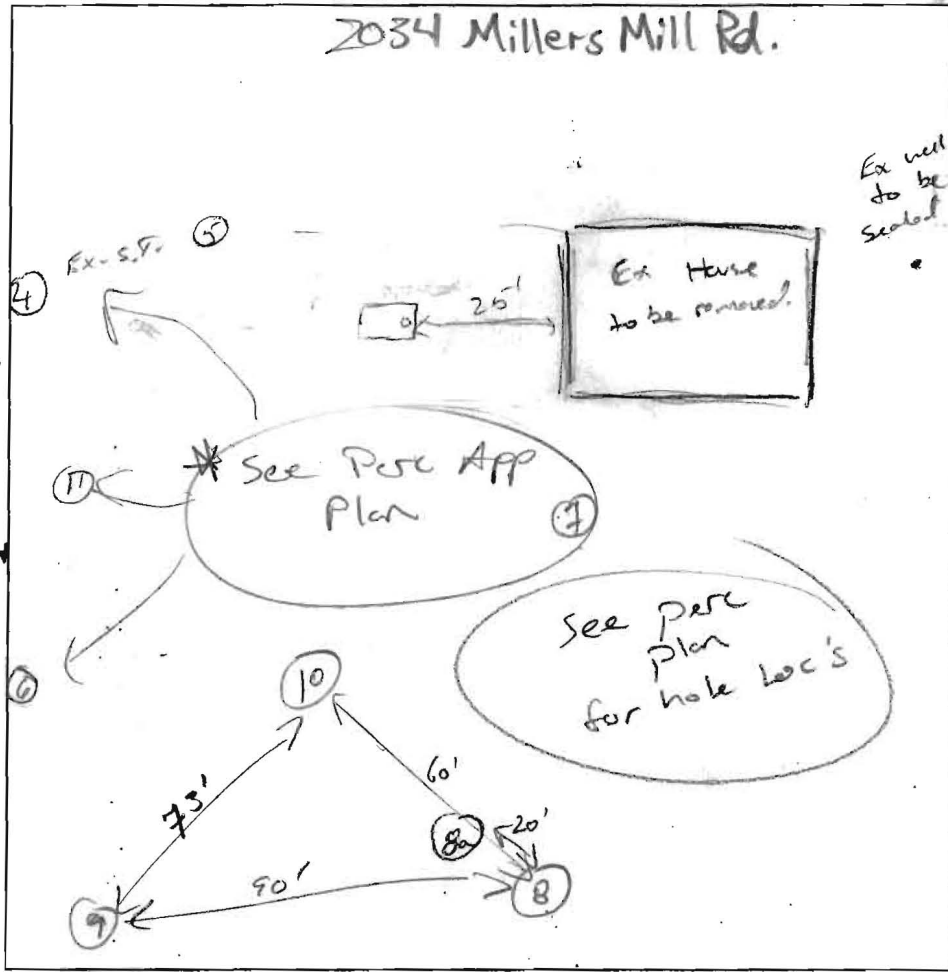 2034 Millers Mill Rd.
Ex well
to be
sealed.
5
Ex. S.T.
4
25'
Ex House
to be removed.
* See Perc App
Plan
11
7
See perc
plan
for hole Loc's
6
10
60'
73'
8a
20'
90'
8
9